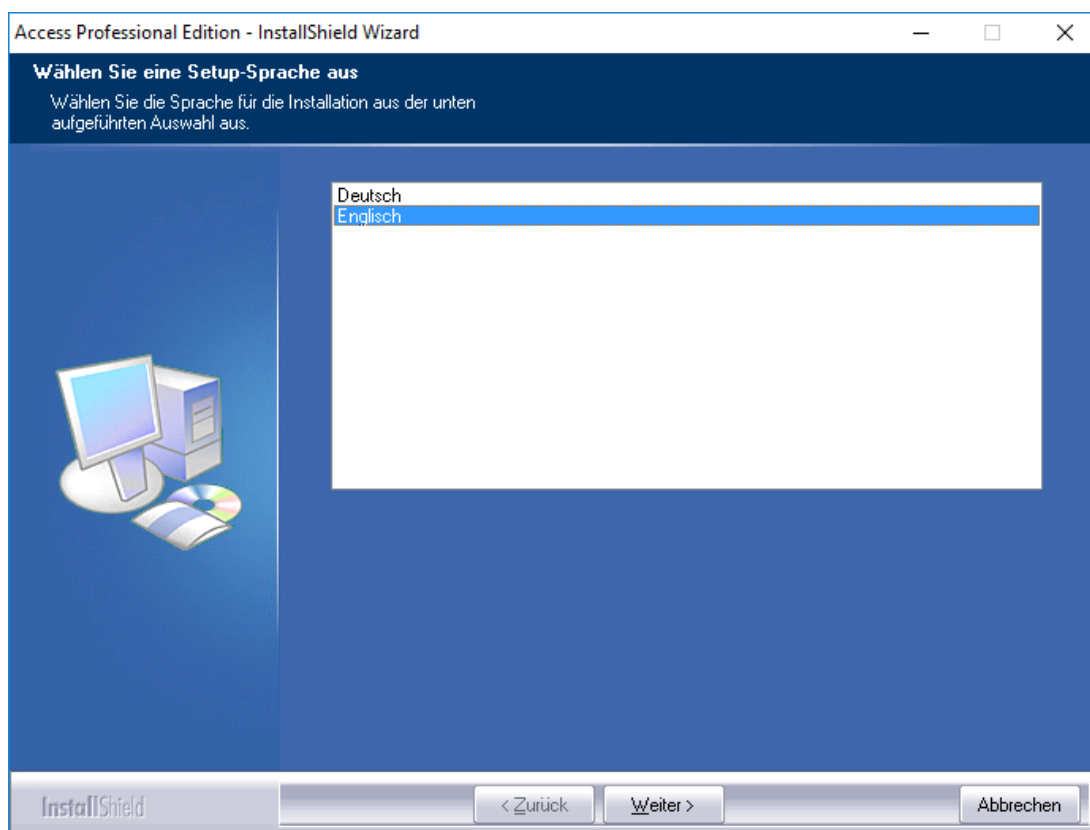 Access Professional Edition - InstallShield Wizard
Wählen Sie eine Setup-Sprache aus
Wählen Sie die Sprache für die Installation aus der unten
aufgeführten Auswahl aus.
Deutsch
Englisch
InstallShield
< Zurück
Weiter >
Abbrechen